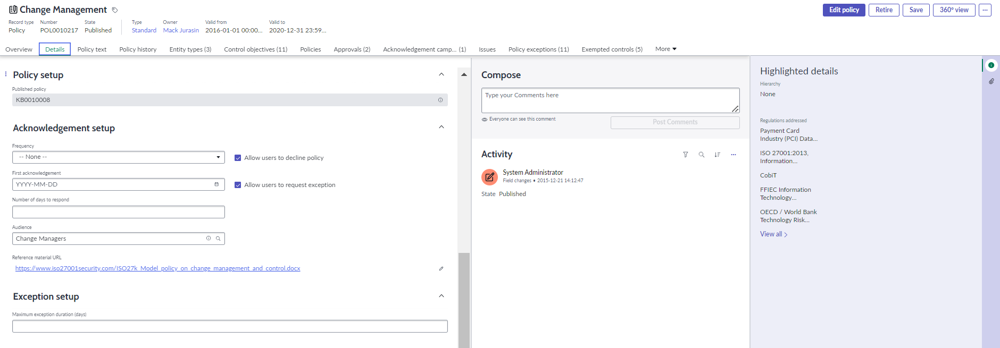 Change Management
Edit policy Retire Save 360° view ...
Record type Number State Type Owner Valid from Valid to
Policy POL0010217 Published Standard Mack Jurasin 2016-01-01 00:00... 2020-12-31 23:59...
Overview Details Policy text Policy history Entity types (3) Control objectives (11) Policies Approvals (2) Acknowledgement camp... (1) Issues Policy exceptions (11) Exempted controls (5) More
Policy setup
Published policy
KB0010008
Acknowledgement setup
Frequency
-- None --
Allow users to decline policy
First acknowledgement
YYYY-MM-DD
Allow users to request exception
Number of days to respond
Audience
Change Managers
Reference material URL
https://www.iso27001security.com/ISO27k_Model_policy_on_change_management_and_control.docx
Exception setup
Maximum exception duration (days)
Compose
Type your Comments here
Everyone can see this comment
Post Comments
Activity
System Administrator
Field changes • 2015-12-21 14:12:47
State Published
Highlighted details
Hierarchy
None
Regulations addressed
Payment Card
Industry (PCI) Data...
ISO 27001:2013,
Information...
CobiT
FFIEC Information
Technology...
OECD / World Bank
Technology Risk...
View all